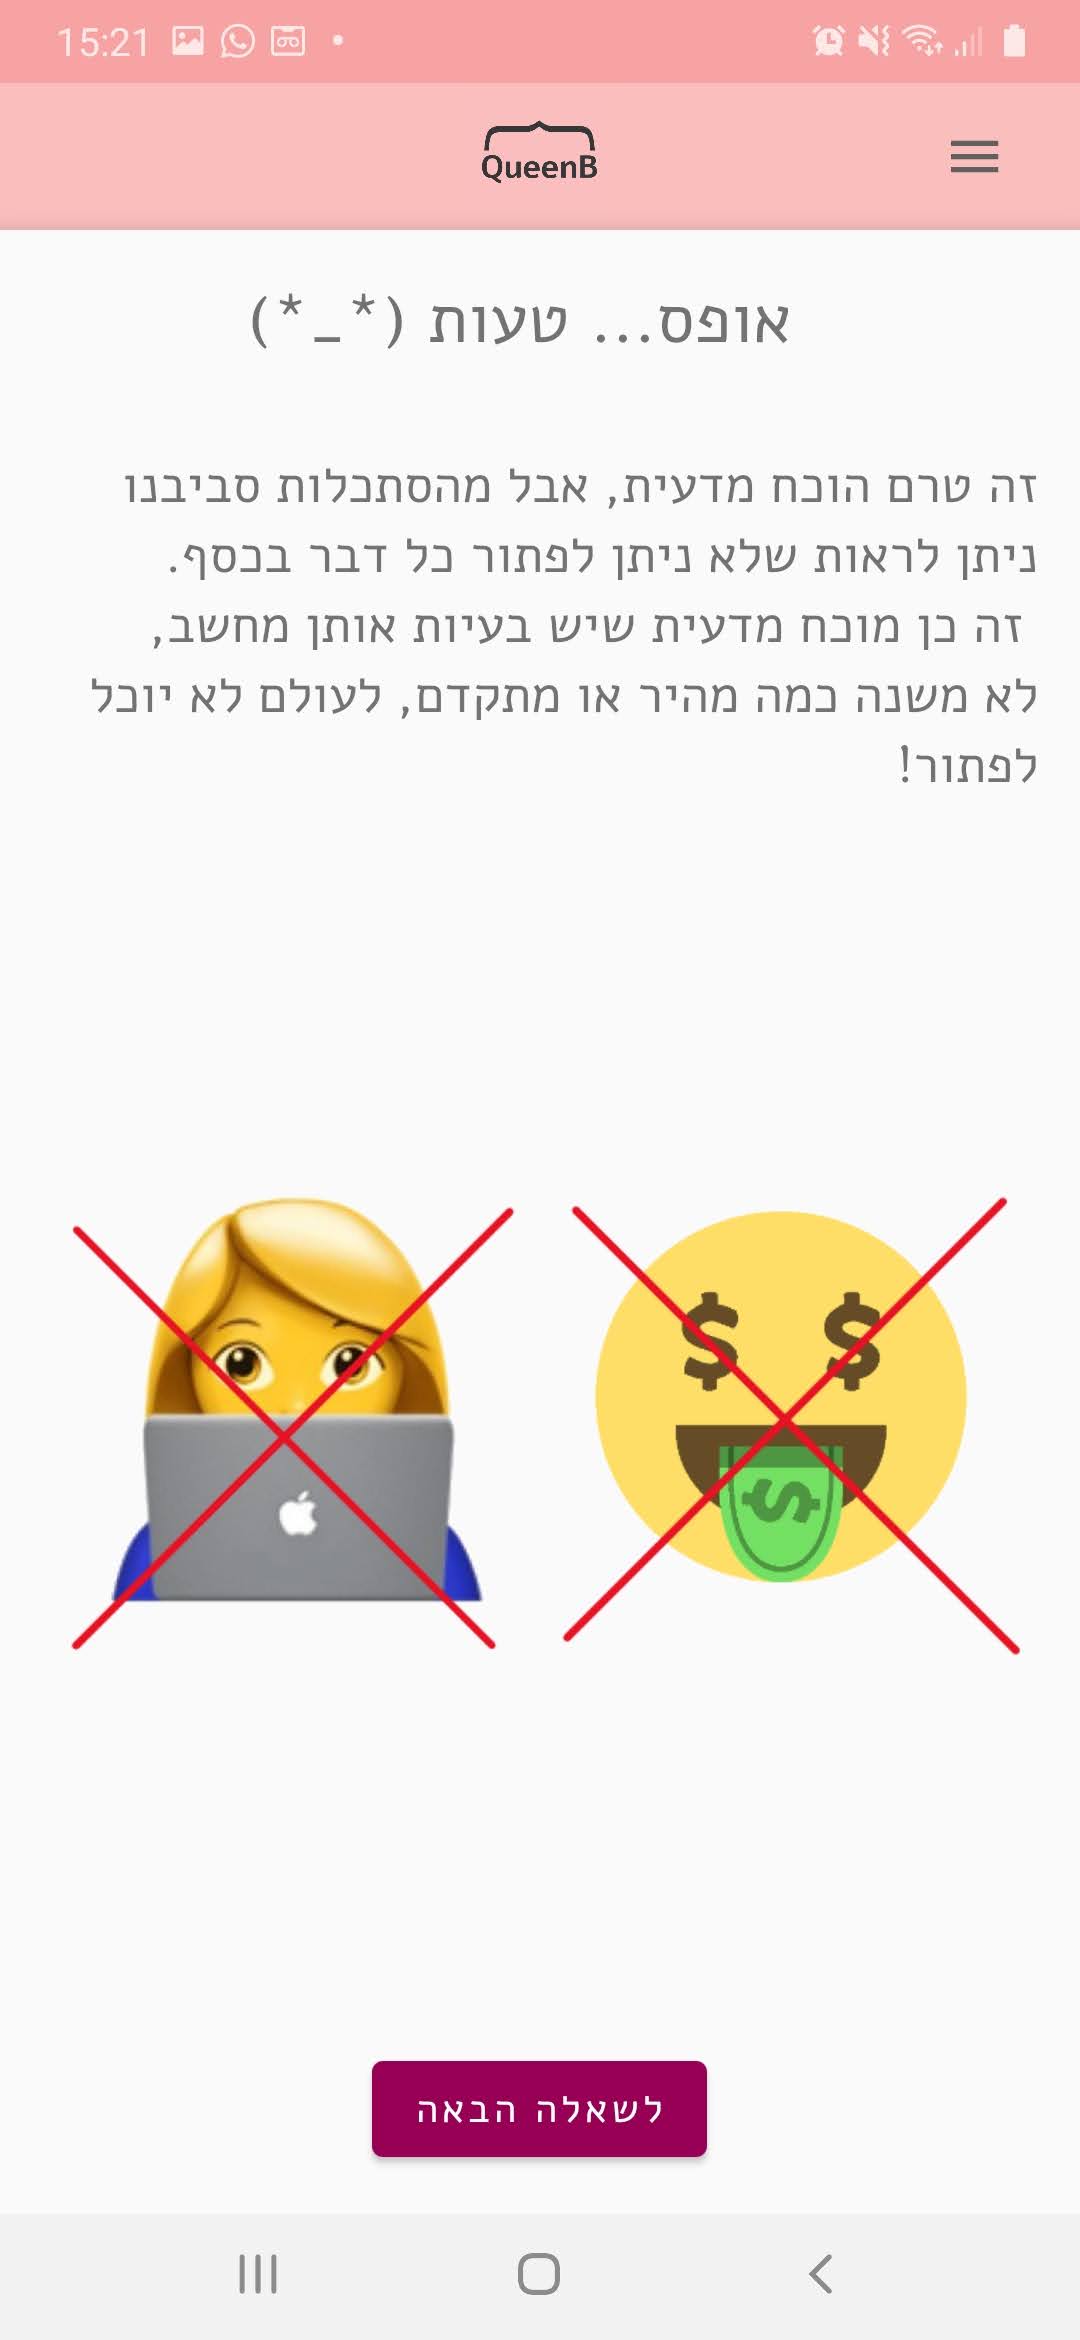 15:21
QueenB
אופס... טעות (*_*)
זה טרם הוכח מדעית, אבל מהסתכלות סביבנו
ניתן לראות שלא ניתן לפתור כל דבר בכסף.
זה כן מוכח מדעית שיש בעיות אותן מחשב,
לא משנה כמה מהיר או מתקדם, לעולם לא יוכל
לפתור!
$ $
$
לשאלה הבאה